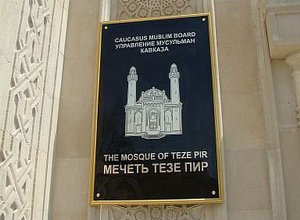 CAUCASUS MUSLIM BOARD
УПРАВЛЕНИЕ МУСУЛЬМАН
КАВКАЗА
THE MOSQUE OF TEZE PIR
МЕЧЕТЬ ТЕЗЕ ПИР